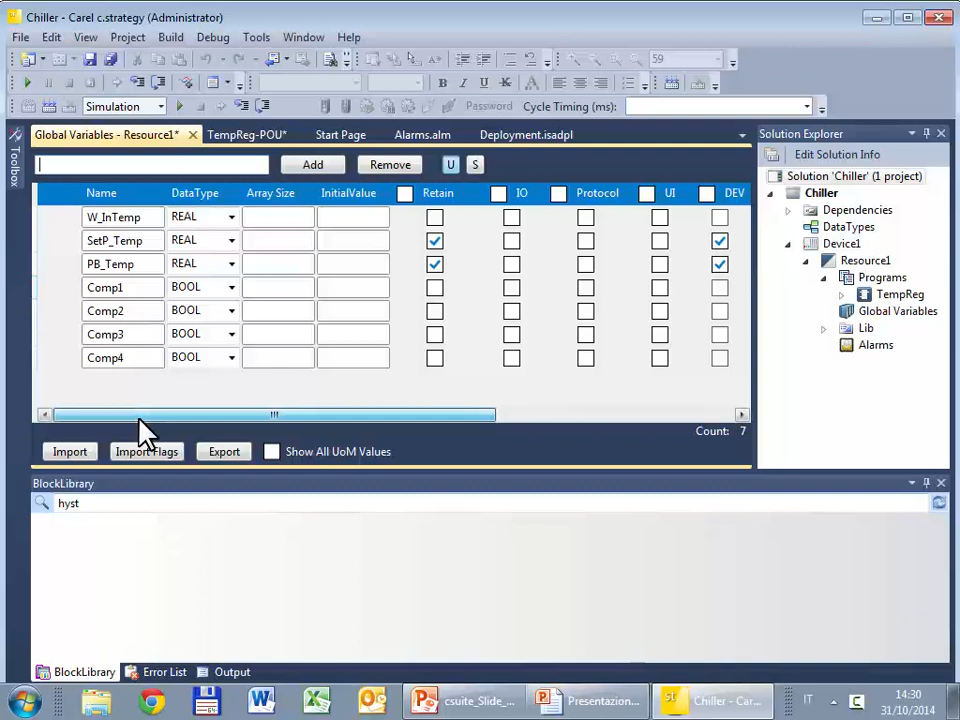 Chiller - Carel c.strategy (Administrator)
File Edit View Project Build Debug Tools Window Help
59
Simulation Password Cycle Timing (ms):
Toolbox
Global Variables - Resource1* TempReg-POU* Start Page Alarms.alm Deployment.isadpl
Add Remove U S
Name DataType Array Size InitialValue Retain IO Protocol UI DEV
W_InTemp REAL
SetP_Temp REAL
PB_Temp REAL
Comp1 BOOL
Comp2 BOOL
Comp3 BOOL
Comp4 BOOL
Count: 7
Import Import Flags Export Show All UoM Values
Solution Explorer
Edit Solution Info
Solution 'Chiller' (1 project)
Chiller
Dependencies
DataTypes
Device1
Resource1
Programs
TempReg
Global Variables
Lib
Alarms
BlockLibrary
hyst
BlockLibrary Error List Output
csuite_Slide_... Presentazion... Chiller - Car... IT 14:30
31/10/2014